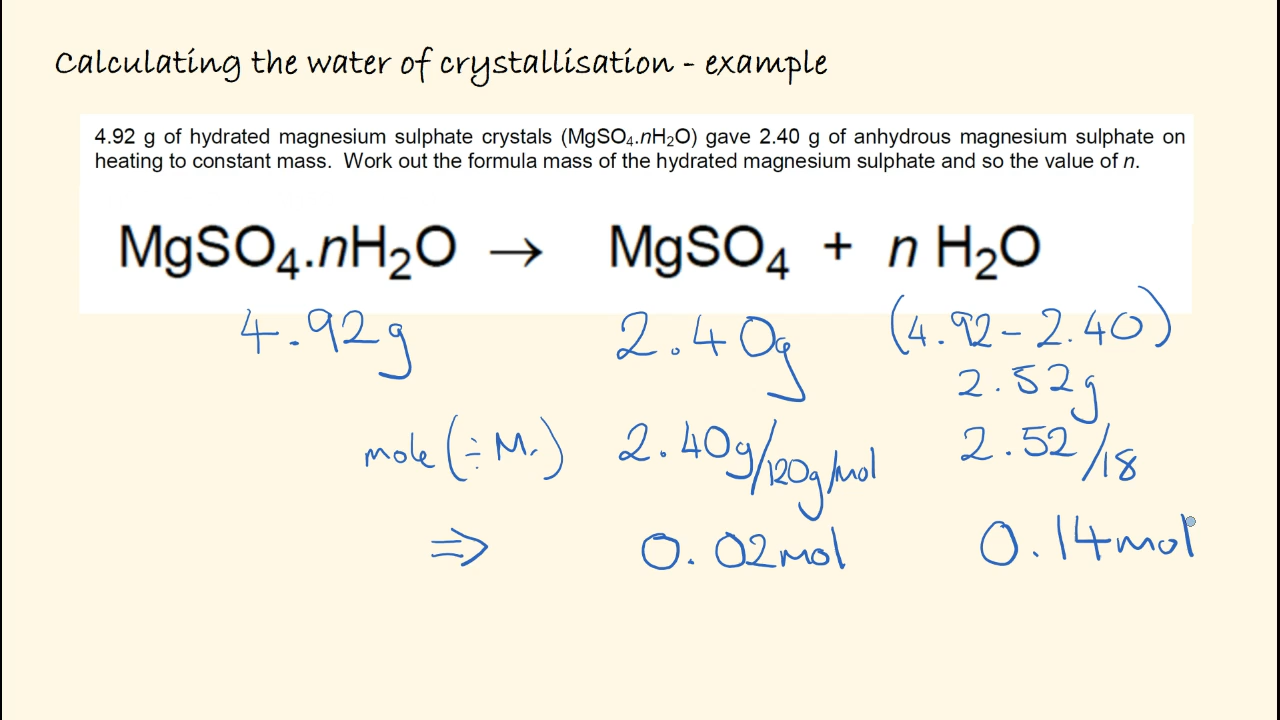 Calculating the water of crystallisation - example
4.92 g of hydrated magnesium sulphate crystals (MgSO₄.nH₂O) gave 2.40 g of anhydrous magnesium sulphate on
heating to constant mass. Work out the formula mass of the hydrated magnesium sulphate and so the value of n.
MgSO₄.nH₂O → MgSO₄ + n H₂O
4.92g 2.40g (4.92-2.40)
2.52g
mole (÷ Mr) 2.40g/120g/mol 2.52/18
⇒ 0.02mol 0.14mol